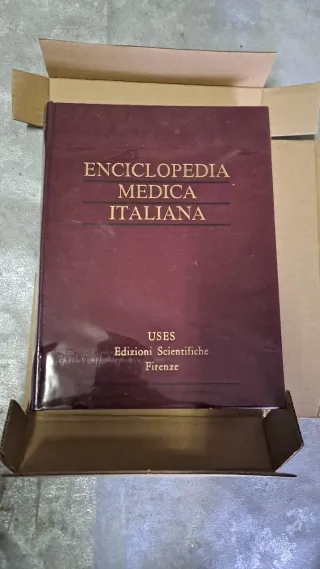 ENCICLOPEDIA
MEDICA
ITALIANA
USES
Edizioni Scientifiche
Firenze